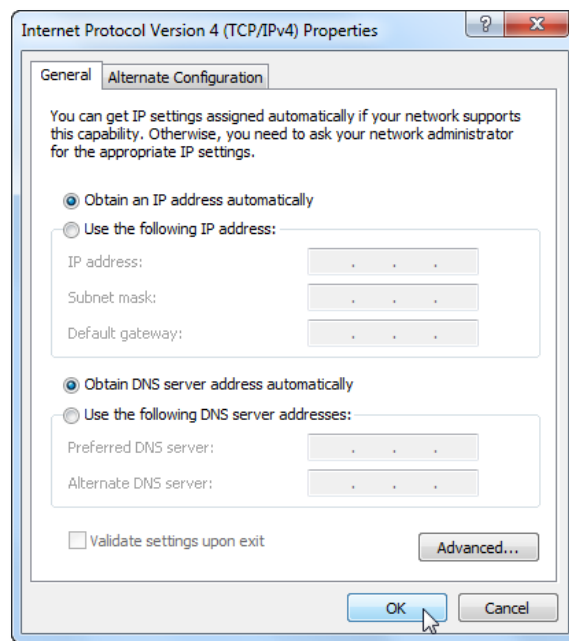 Internet Protocol Version 4 (TCP/IPv4) Properties
General
Alternate Configuration
You can get IP settings assigned automatically if your network supports
this capability. Otherwise, you need to ask your network administrator
for the appropriate IP settings.
Obtain an IP address automatically
Use the following IP address:
IP address:
Subnet mask:
Default gateway:
Obtain DNS server address automatically
Use the following DNS server addresses:
Preferred DNS server:
Alternate DNS server:
Validate settings upon exit
Advanced...
OK
Cancel